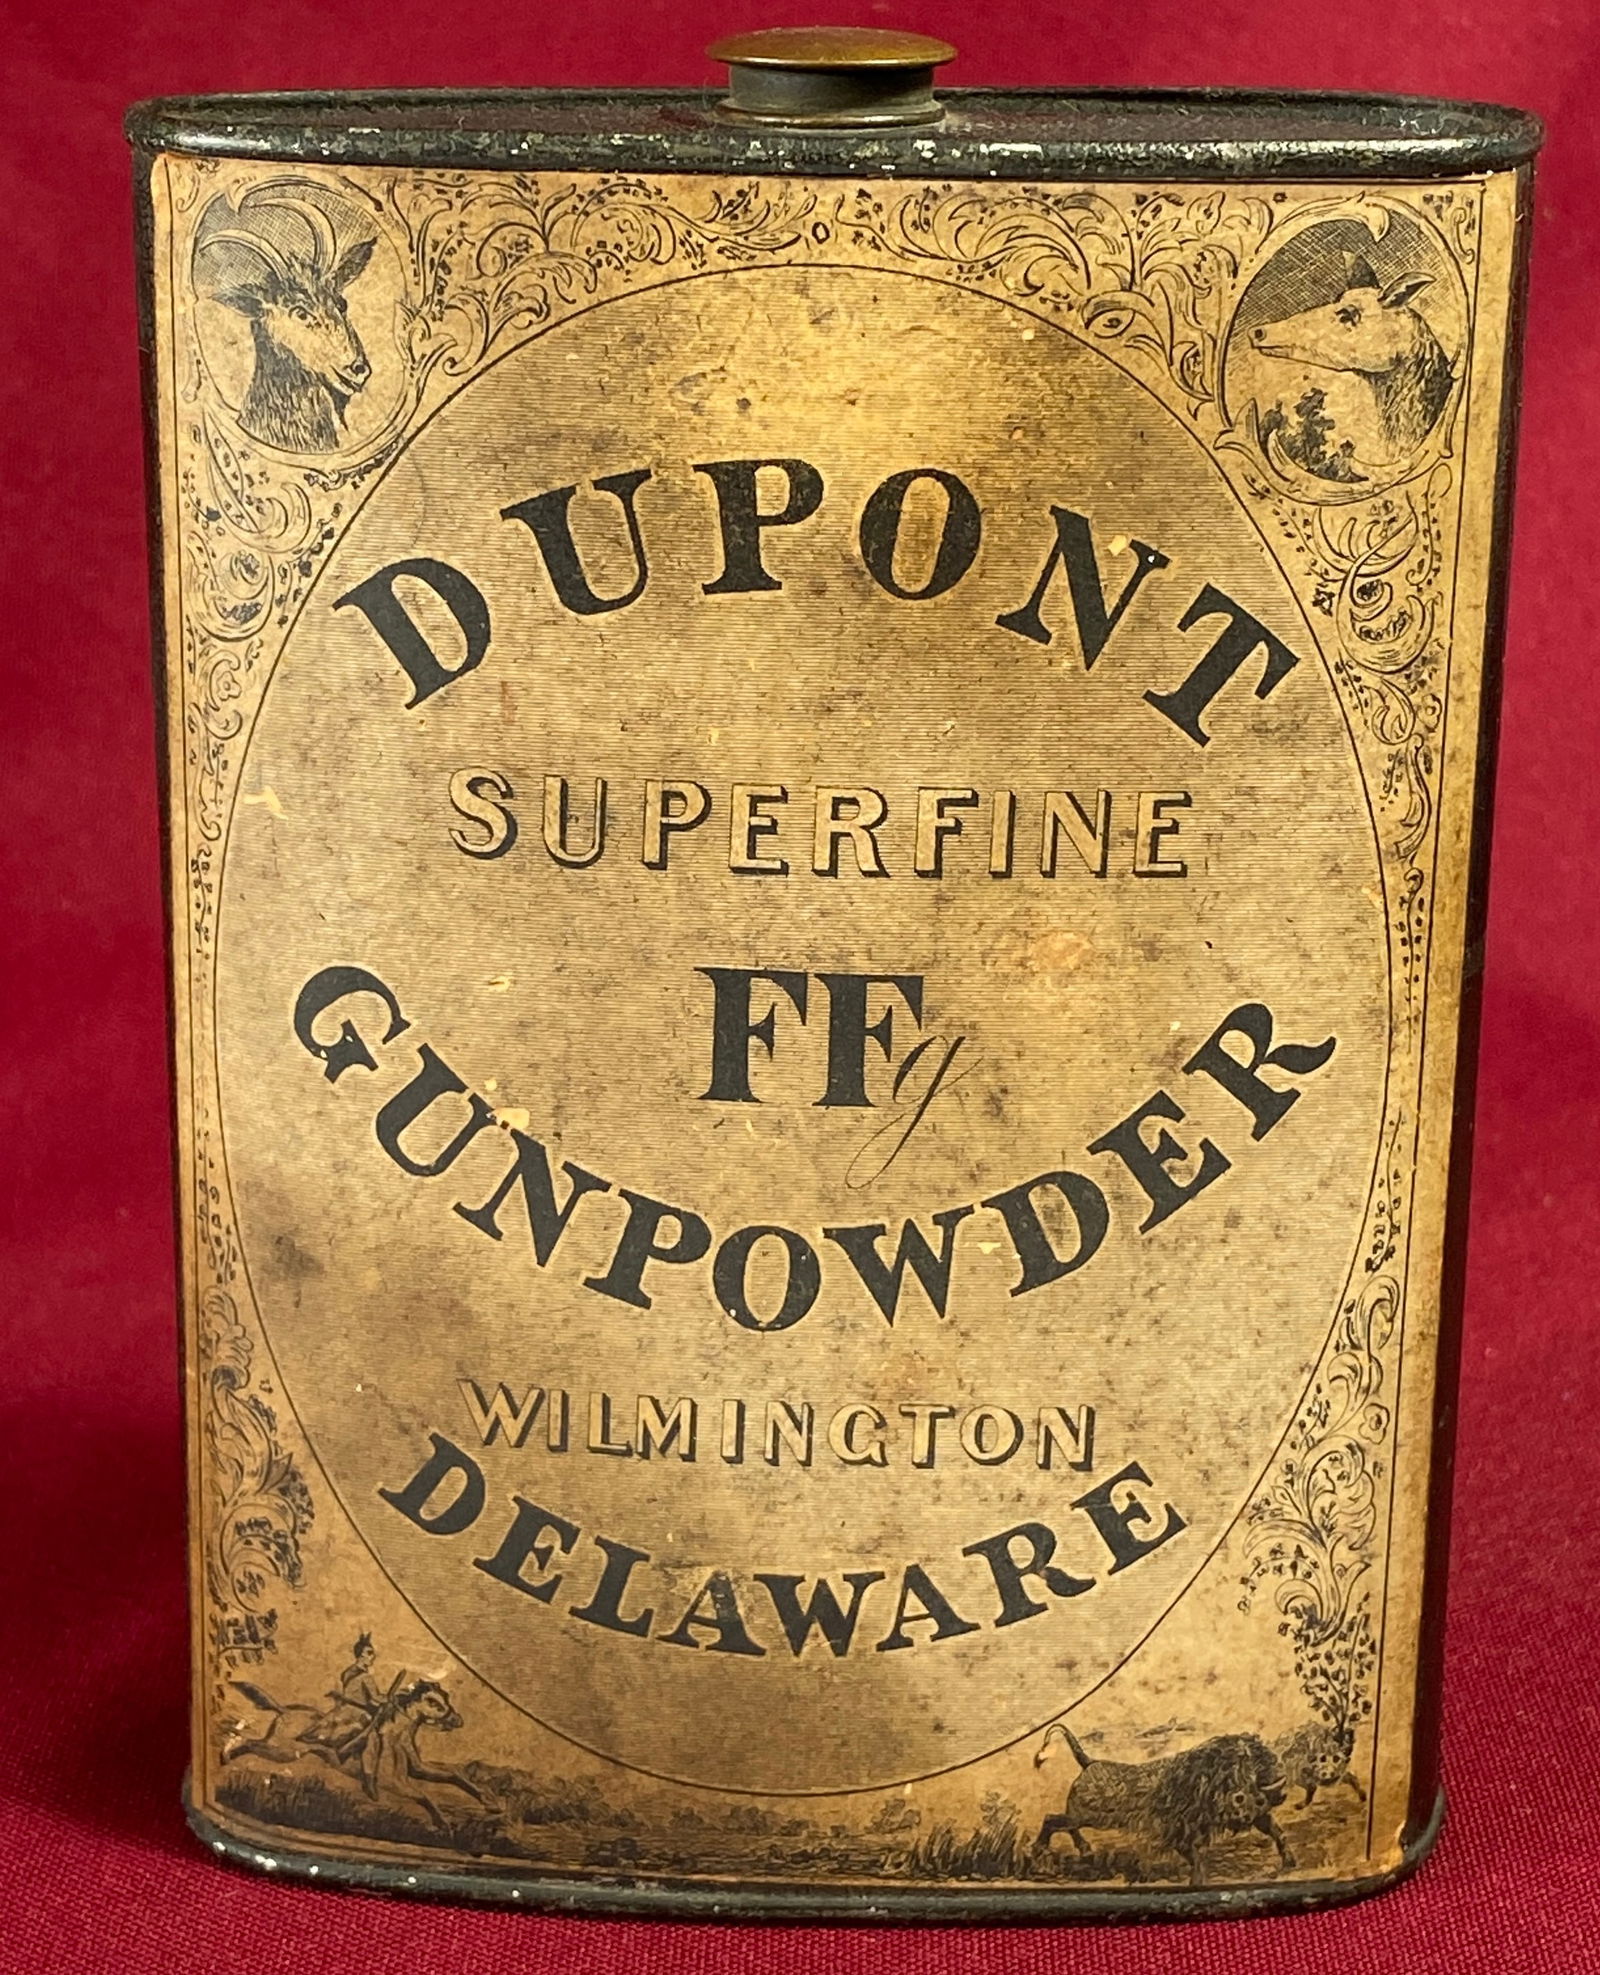 DUPONT
SUPERFINE
FFg
GUNPOWDER
WILMINGTON
DELAWARE